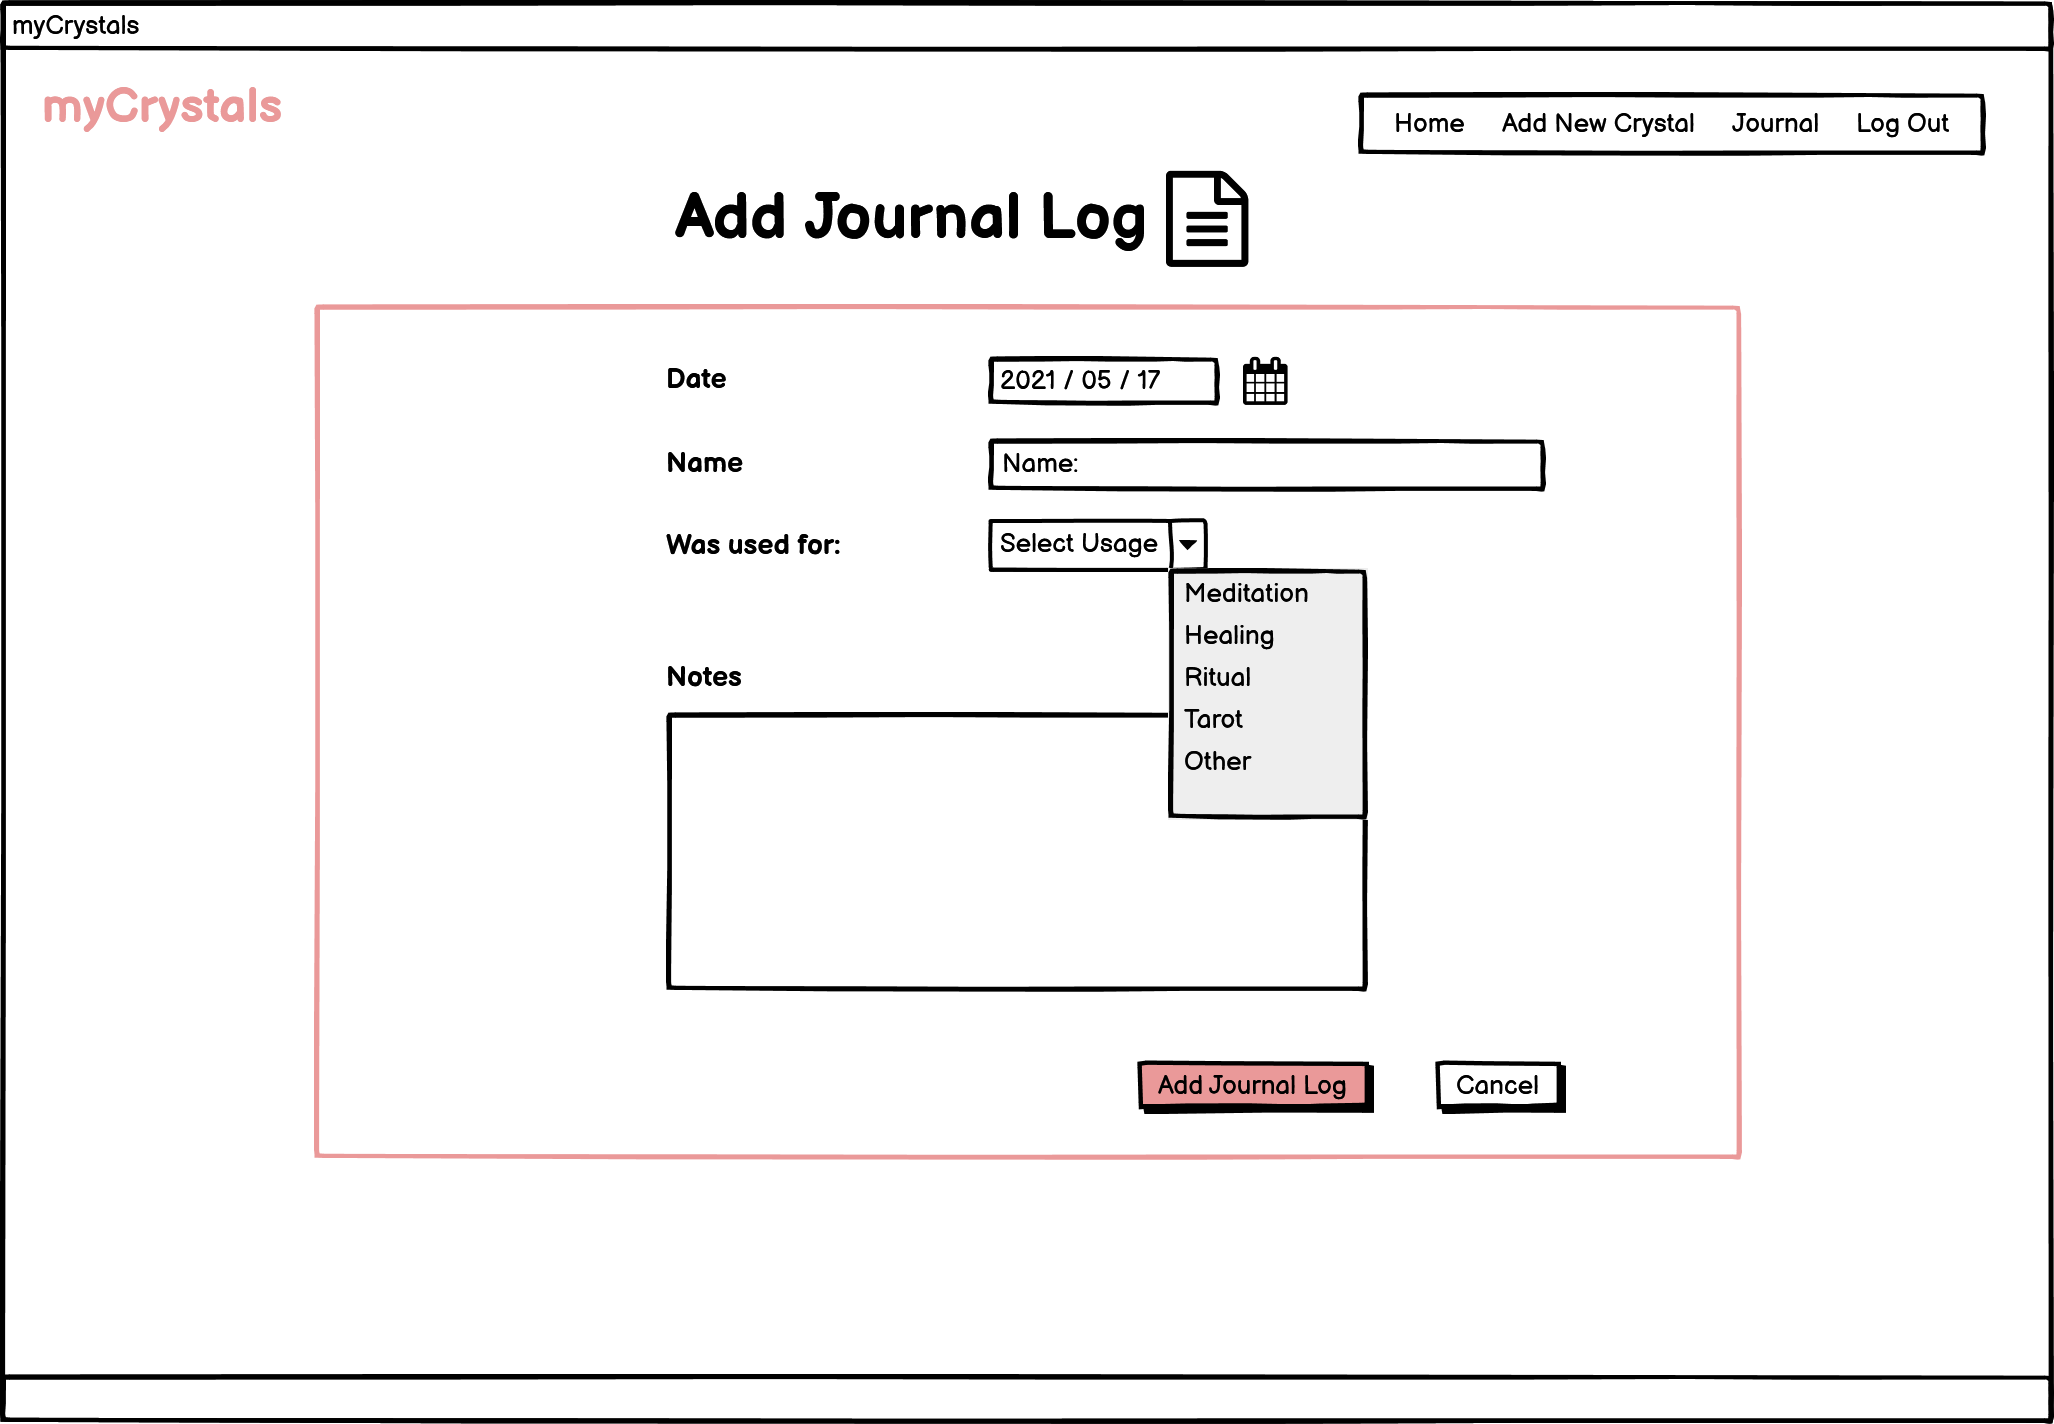 myCrystals
myCrystals
Home Add New Crystal Journal Log Out
Add Journal Log
Date 2021 / 05 / 17
Name Name:
Was used for: Select Usage
Meditation
Healing
Notes Ritual
Tarot
Other
Add Journal Log Cancel